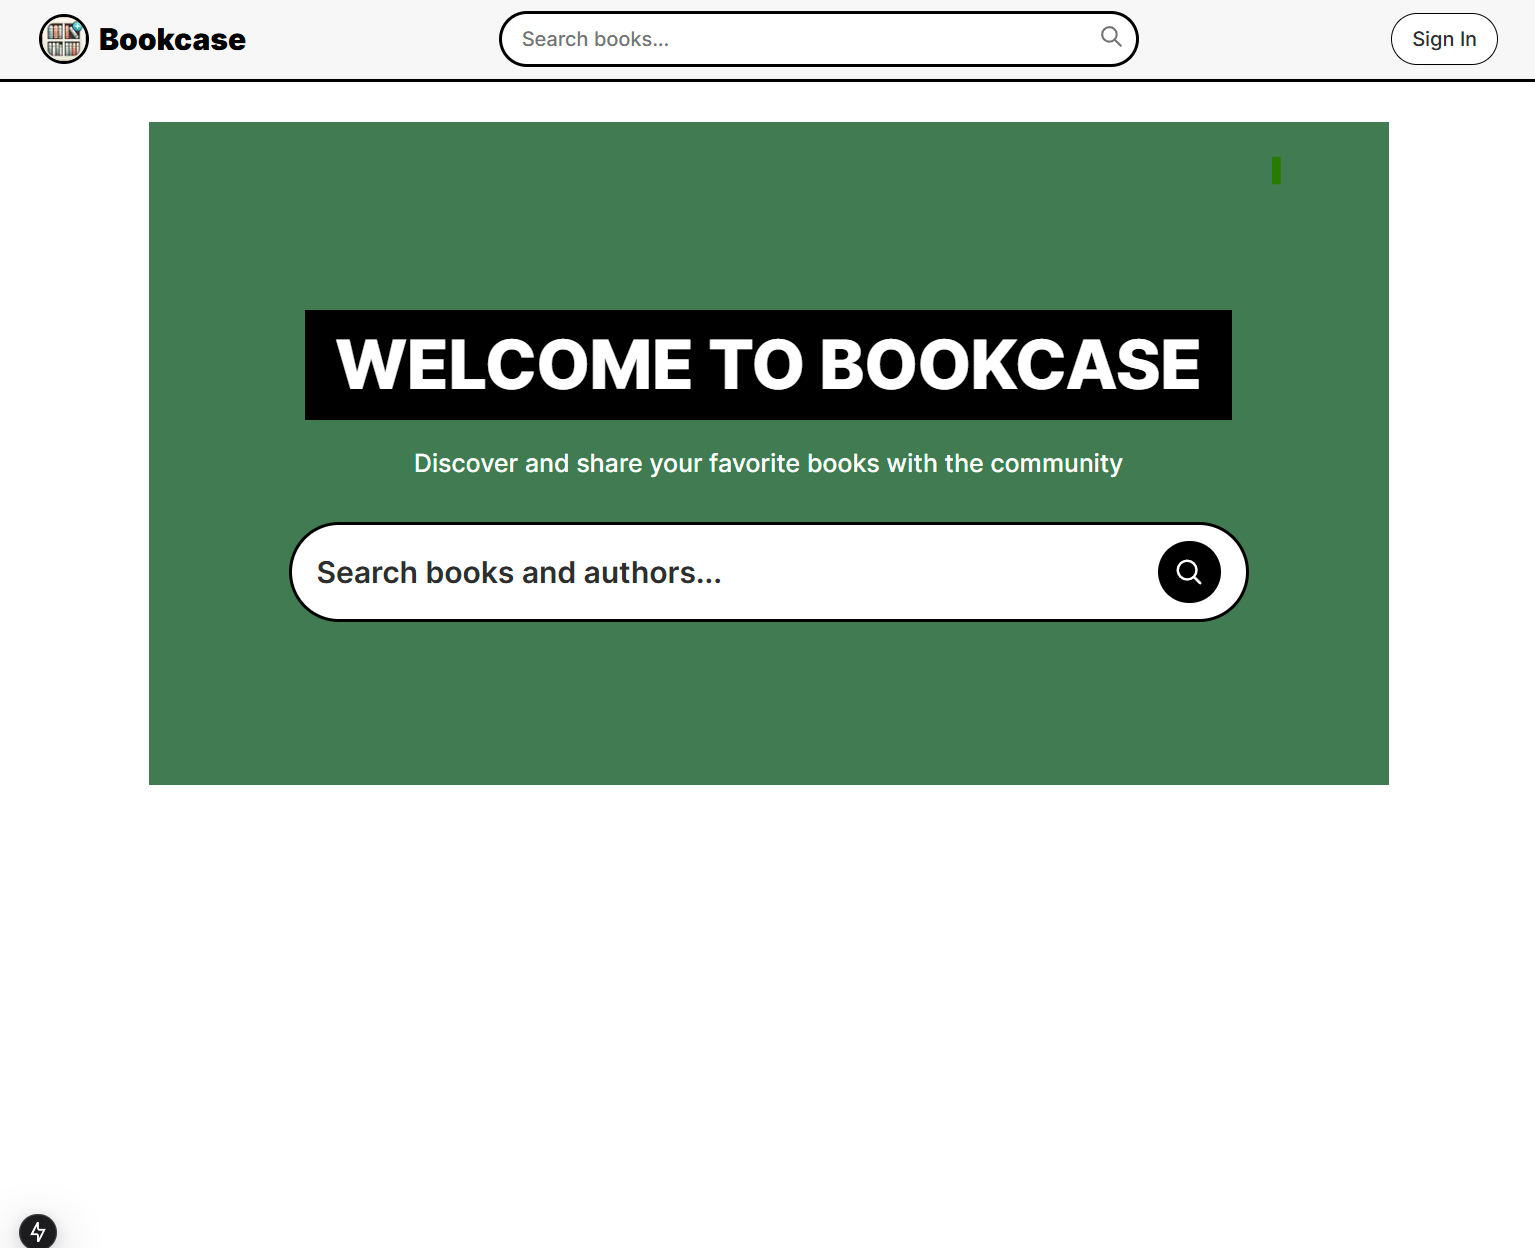 Bookcase
Search books...
Sign In
WELCOME TO BOOKCASE
Discover and share your favorite books with the community
Search books and authors...